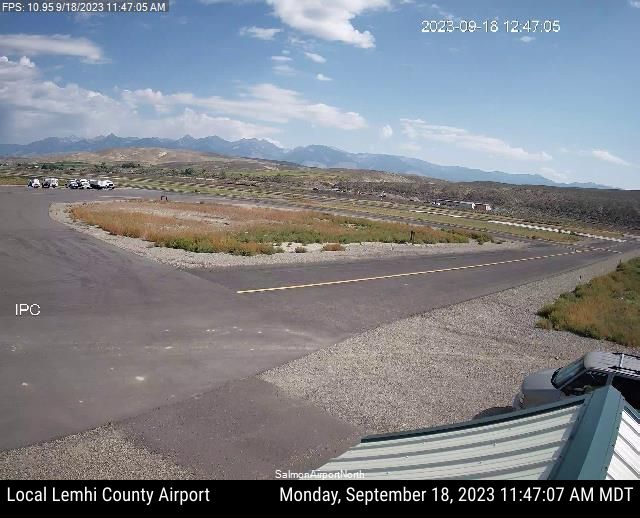 FPS: 10.95 9/18/2023 11:47:05 AM
2023-09-18 12:47:05
IPC
SalmonAirportNorth
Local Lemhi County Airport Monday, September 18, 2023 11:47:07 AM MDT